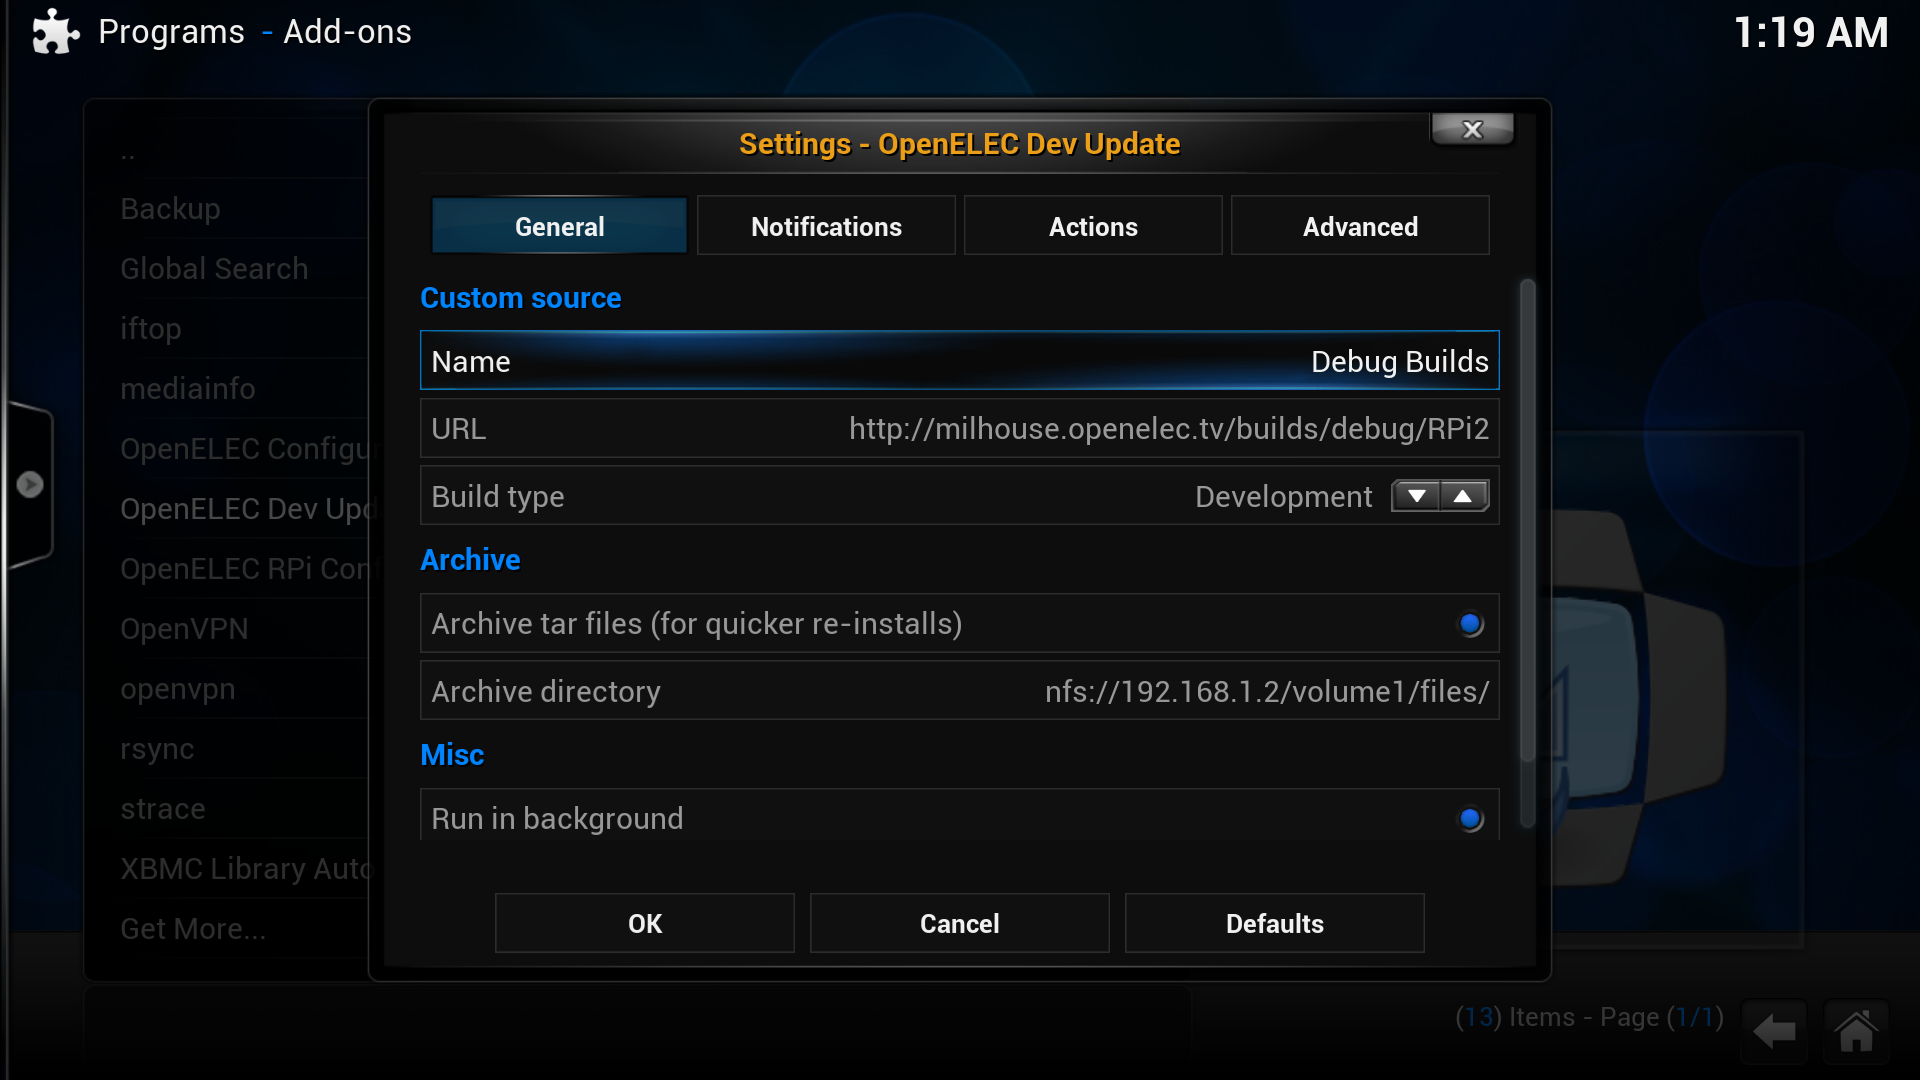 Programs - Add-ons
1:19 AM
Settings - OpenELEC Dev Update
x
General
Notifications
Actions
Advanced
Custom source
Name
Debug Builds
URL
http://milhouse.openelec.tv/builds/debug/RPi2
Build type
Development
Archive
Archive tar files (for quicker re-installs)
Archive directory
nfs://192.168.1.2/volume1/files/
Misc
Run in background
OK
Cancel
Defaults
..
Backup
Global Search
iftop
mediainfo
OpenELEC Configu
OpenELEC Dev Upd
OpenELEC RPi Con
OpenVPN
openvpn
rsync
strace
XBMC Library Auto
Get More...
(13) Items - Page (1/1)